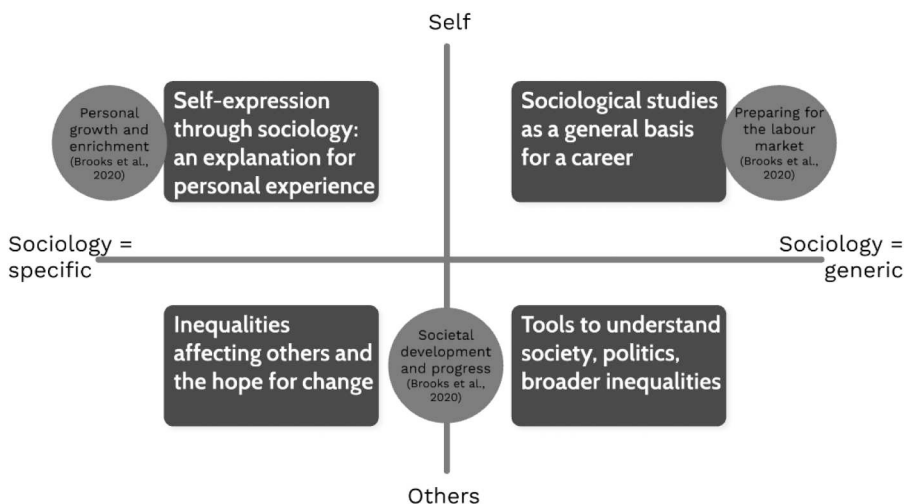 Self
Personal
growth and
enrichment
(Brooks et al.,
2020)
Self-expression
through sociology:
an explanation for
personal experience
Sociological studies
as a general basis
for a career
Preparing for
the labour
market
(Brooks et al.,
2020)
Sociology =
specific
Sociology =
generic
Inequalities
affecting others and
the hope for change
Societal
development
and progress
(Brooks et al.,
2020)
Tools to understand
society, politics,
broader inequalities
Others